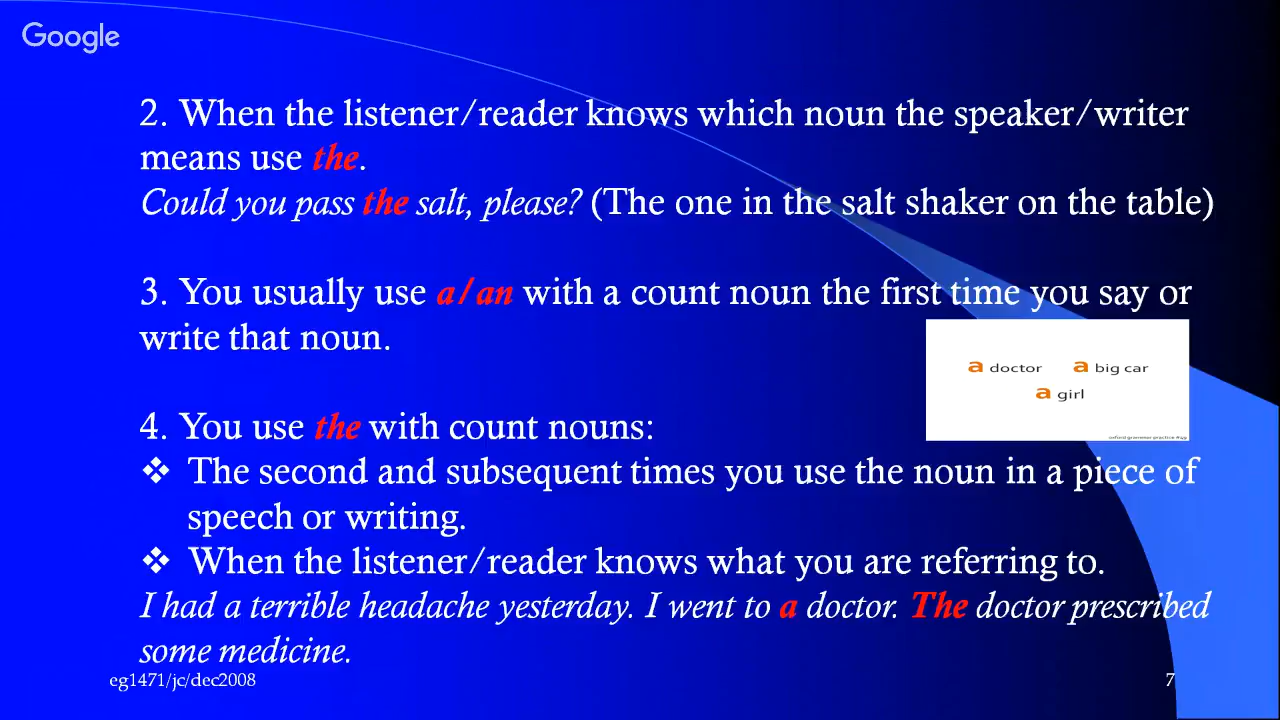 Google
2. When the listener/reader knows which noun the speaker/writer
means use the.
Could you pass the salt, please? (The one in the salt shaker on the table)
3. You usually use a/an with a count noun the first time you say or
write that noun.
a doctor a big car
a girl
4. You use the with count nouns:
❖ The second and subsequent times you use the noun in a piece of
speech or writing.
❖ When the listener/reader knows what you are referring to.
I had a terrible headache yesterday. I went to a doctor. The doctor prescribed
some medicine.
eg1471/jc/dec2008 7